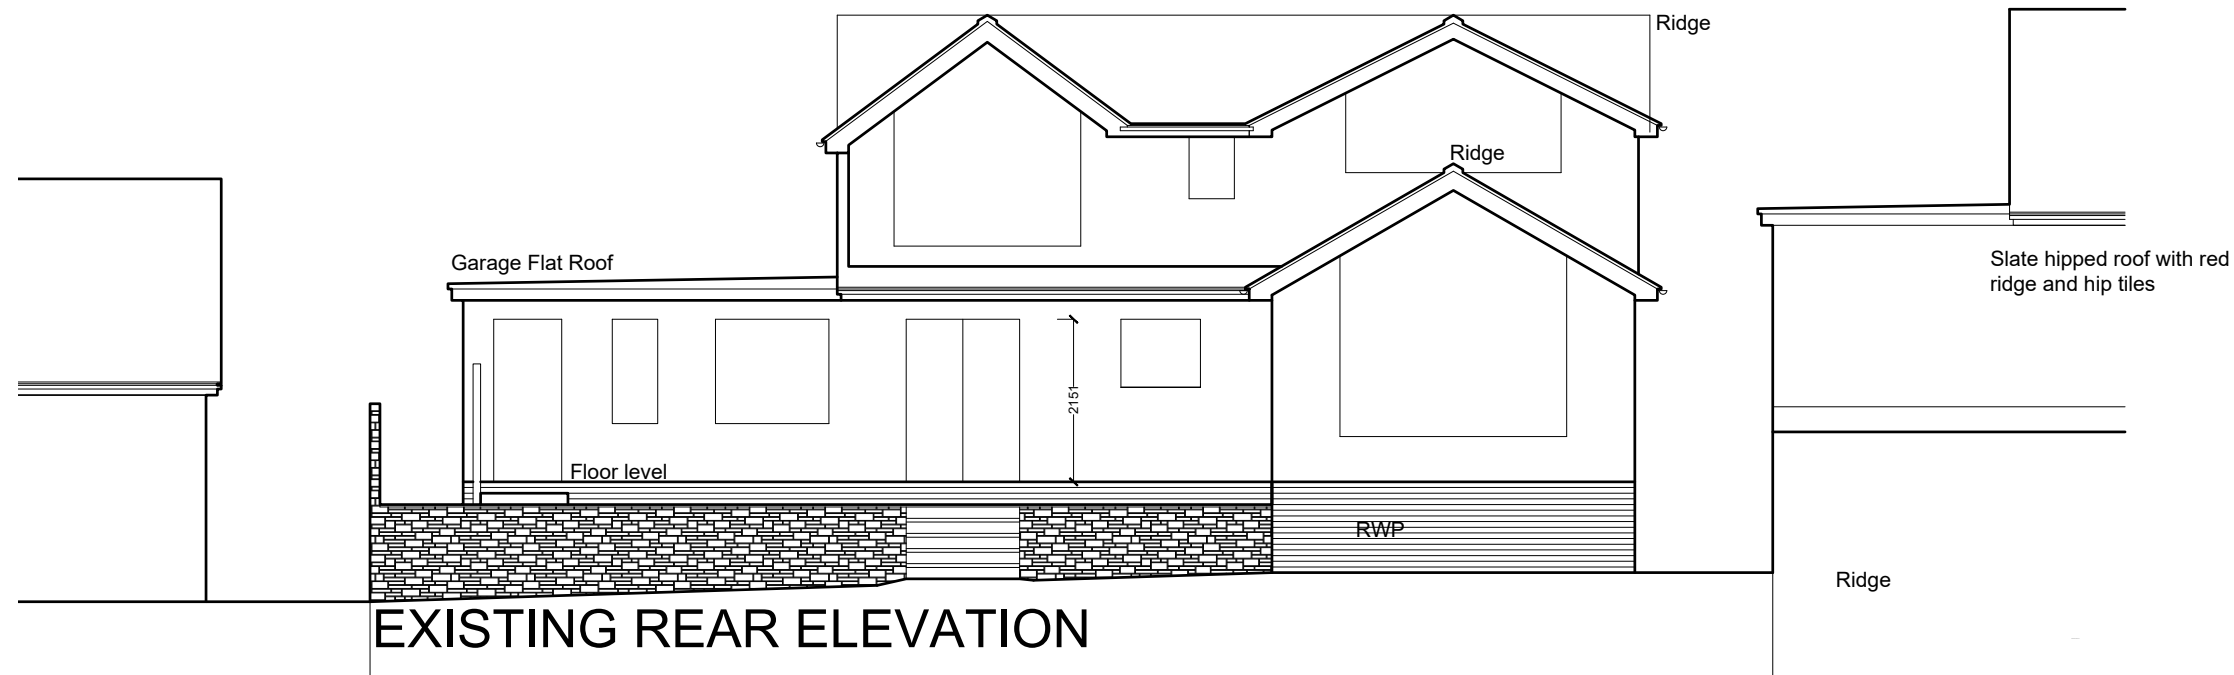 Ridge
Ridge
Garage Flat Roof
Slate hipped roof with red
ridge and hip tiles
2151
Floor level
RWP
Ridge
EXISTING REAR ELEVATION